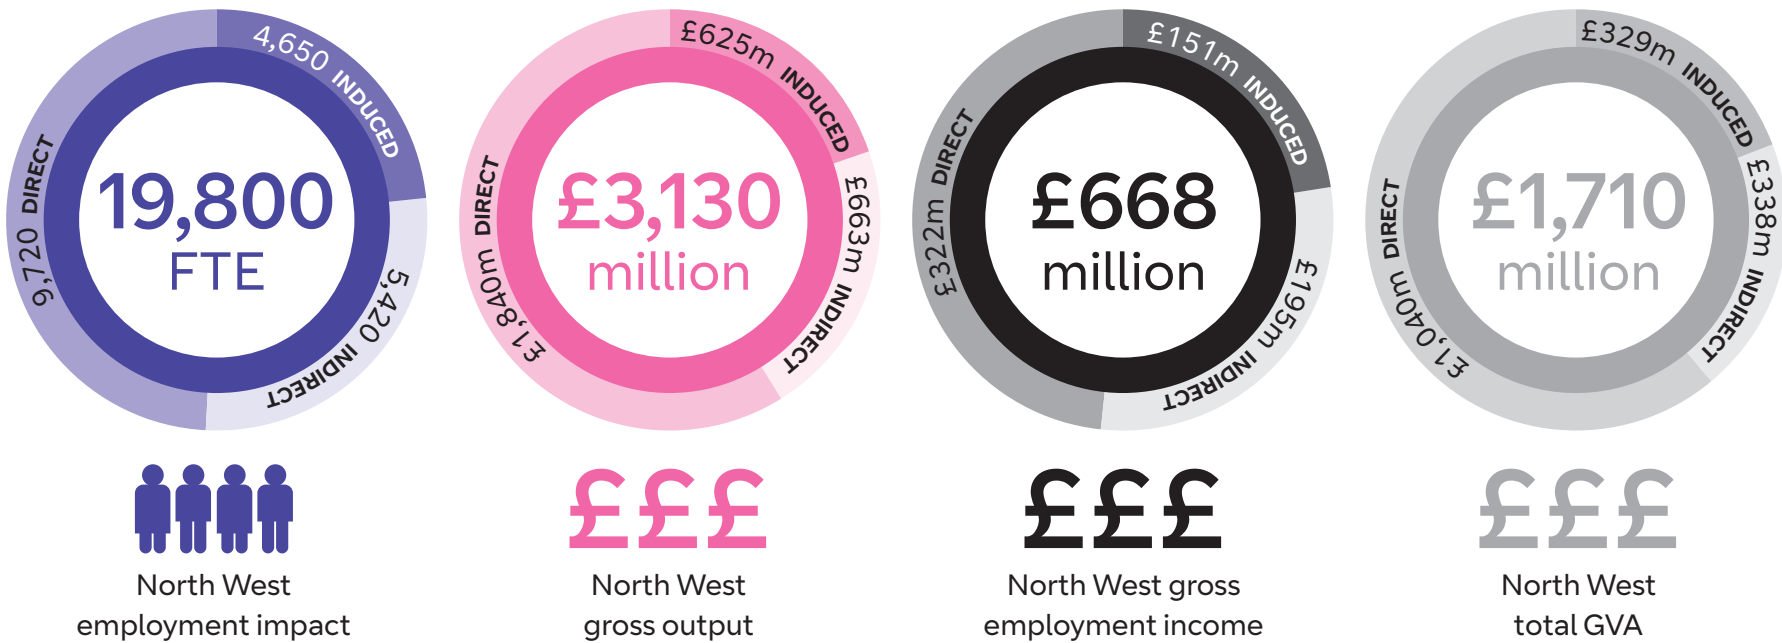 4,650 INDUCED
9,720 DIRECT
5,420 INDIRECT
19,800
FTE
North West
employment impact
£625m INDUCED
£1,840m DIRECT
£663m INDIRECT
£3,130
million
£££
North West
gross output
£151m INDUCED
£322m DIRECT
£195m INDIRECT
£668
million
£££
North West gross
employment income
£329m INDUCED
£1,040m DIRECT
£338m INDIRECT
£1,710
million
£££
North West
total GVA